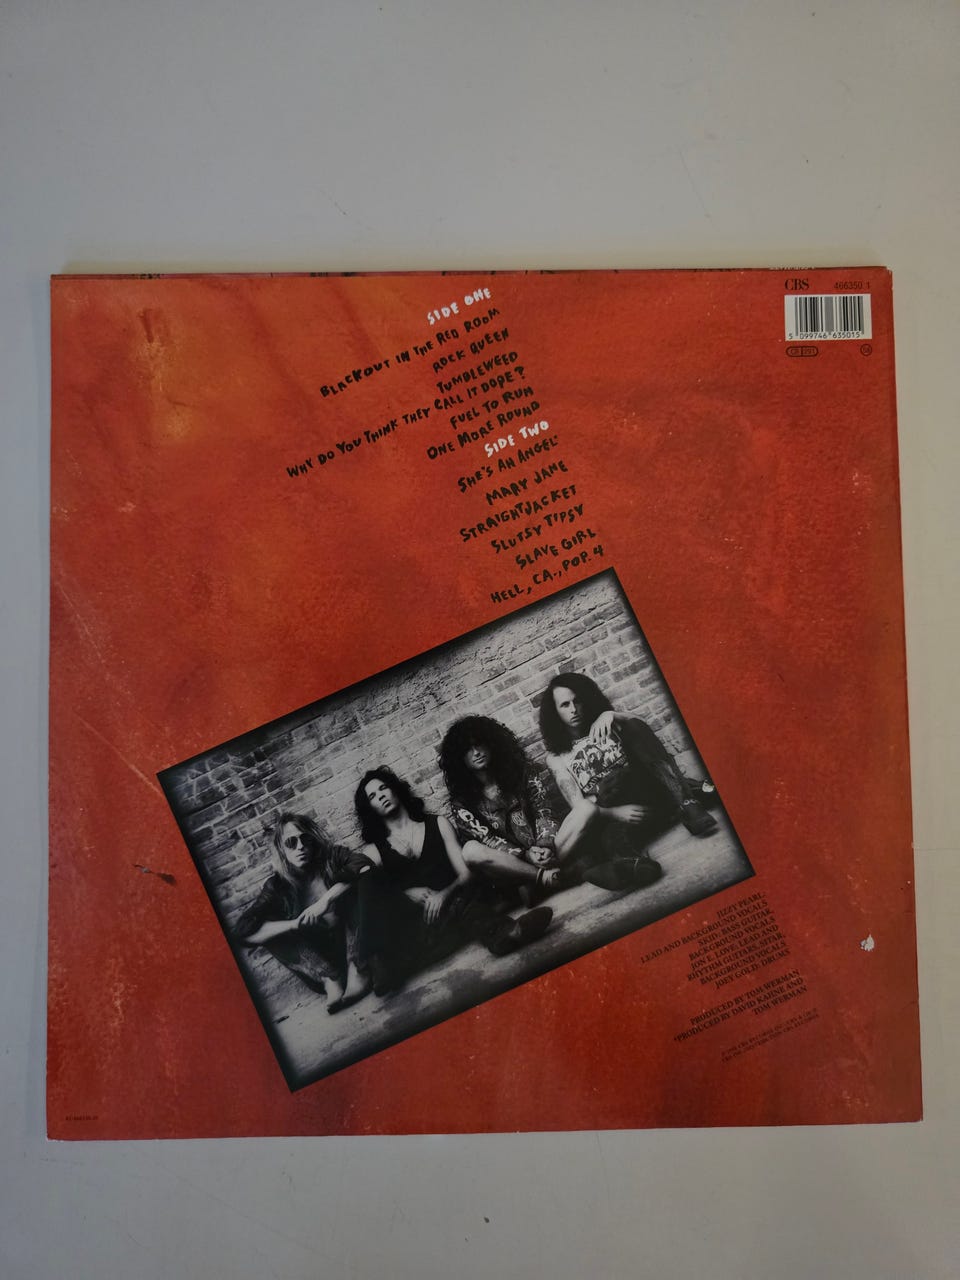 CBS 466350 1
5 099746 635015
SIDE ONE
BLACKOUT IN THE RED ROOM
ROCK QUEEN
TUMBLEWEED
WHY DO YOU THINK THEY CALL IT DOPE?
FUEL TO RUN
ONE MORE ROUND
SIDE TWO
SHE'S AN ANGEL*
MARY JANE
STRAIGHTJACKET
SLUTSY TIPSY
SLAVE GIRL
HELL, CA., POP. 4
JIZZY PEARL:
LEAD AND BACKGROUND VOCALS
SKID: BASS GUITAR,
BACKGROUND VOCALS
JON E. LOVE: LEAD AND
RHYTHM GUITARS, SITAR,
BACKGROUND VOCALS
JOEY GOLD: DRUMS
PRODUCED BY TOM WERMAN
*PRODUCED BY DAVID KAHNE AND
TOM WERMAN